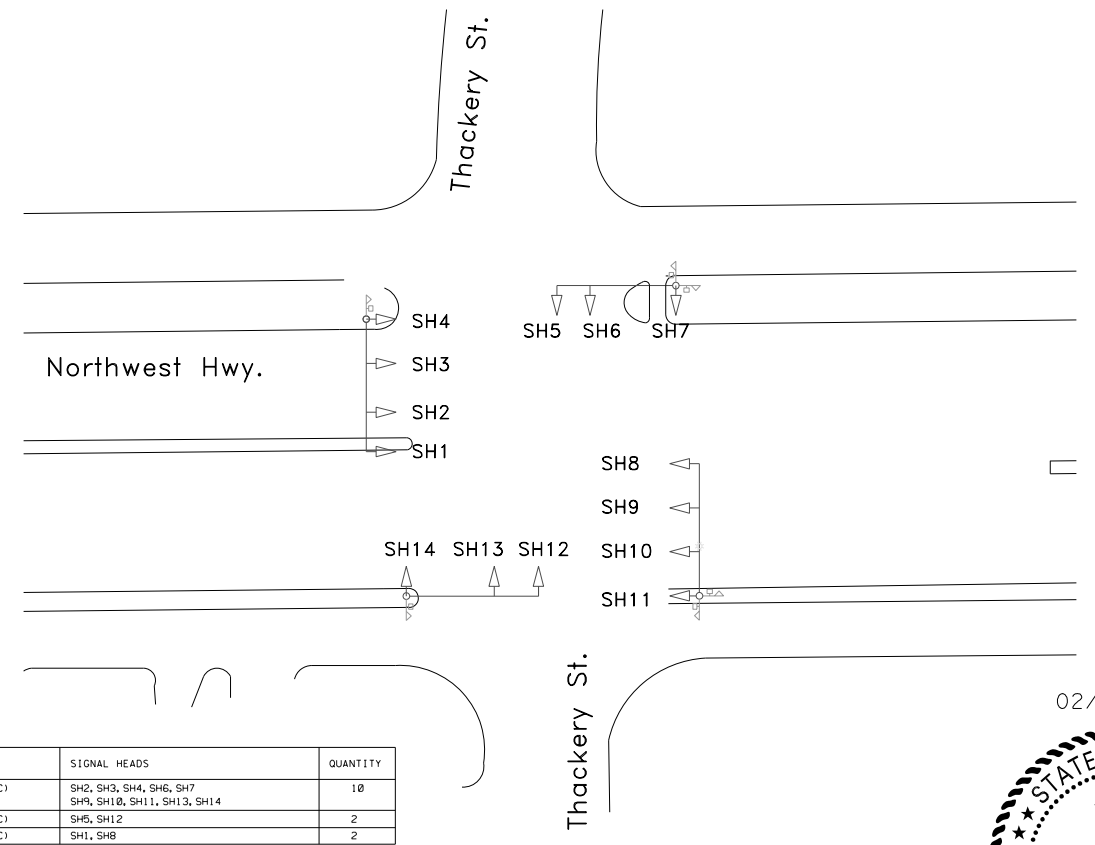 Thackery St.
SH4
SH5 SH6 SH7
Northwest Hwy.
SH3
SH2
SH1
SH8
SH9
SH14 SH13 SH12
SH10
SH11
Thackery St.
02/
STATE
SIGNAL HEADS QUANTITY
C) SH2, SH3, SH4, SH6, SH7 10
SH9, SH10, SH11, SH13, SH14
C) SH5, SH12 2
C) SH1, SH8 2